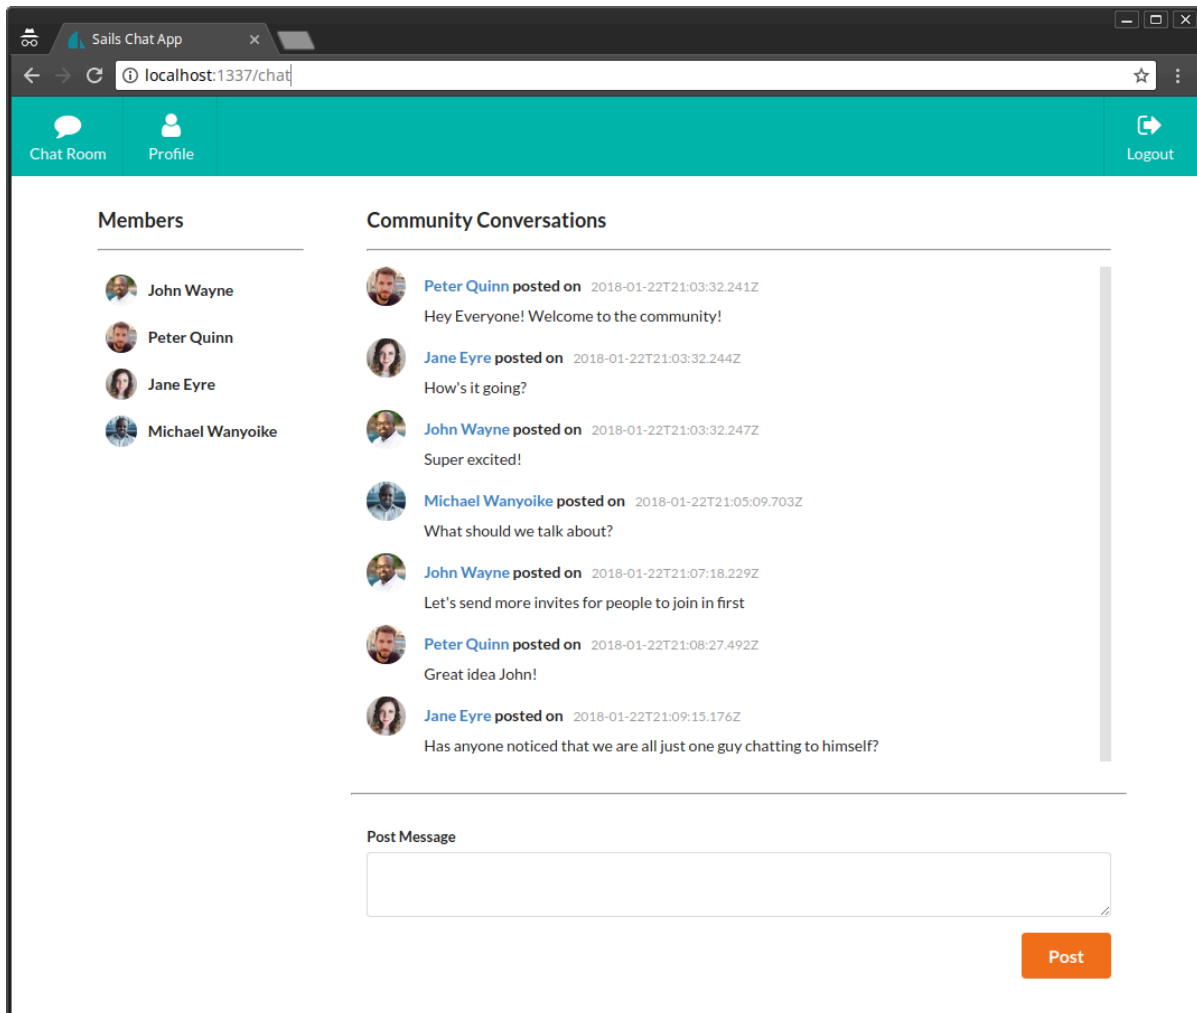 Sails Chat App
localhost:1337/chat
Chat Room
Profile
Logout
Members
John Wayne
Peter Quinn
Jane Eyre
Michael Wanyoike
Community Conversations
Peter Quinn posted on 2018-01-22T21:03:32.241Z
Hey Everyone! Welcome to the community!
Jane Eyre posted on 2018-01-22T21:03:32.244Z
How's it going?
John Wayne posted on 2018-01-22T21:03:32.247Z
Super excited!
Michael Wanyoike posted on 2018-01-22T21:05:09.703Z
What should we talk about?
John Wayne posted on 2018-01-22T21:07:18.229Z
Let's send more invites for people to join in first
Peter Quinn posted on 2018-01-22T21:08:27.492Z
Great idea John!
Jane Eyre posted on 2018-01-22T21:09:15.176Z
Has anyone noticed that we are all just one guy chatting to himself?
Post Message
Post